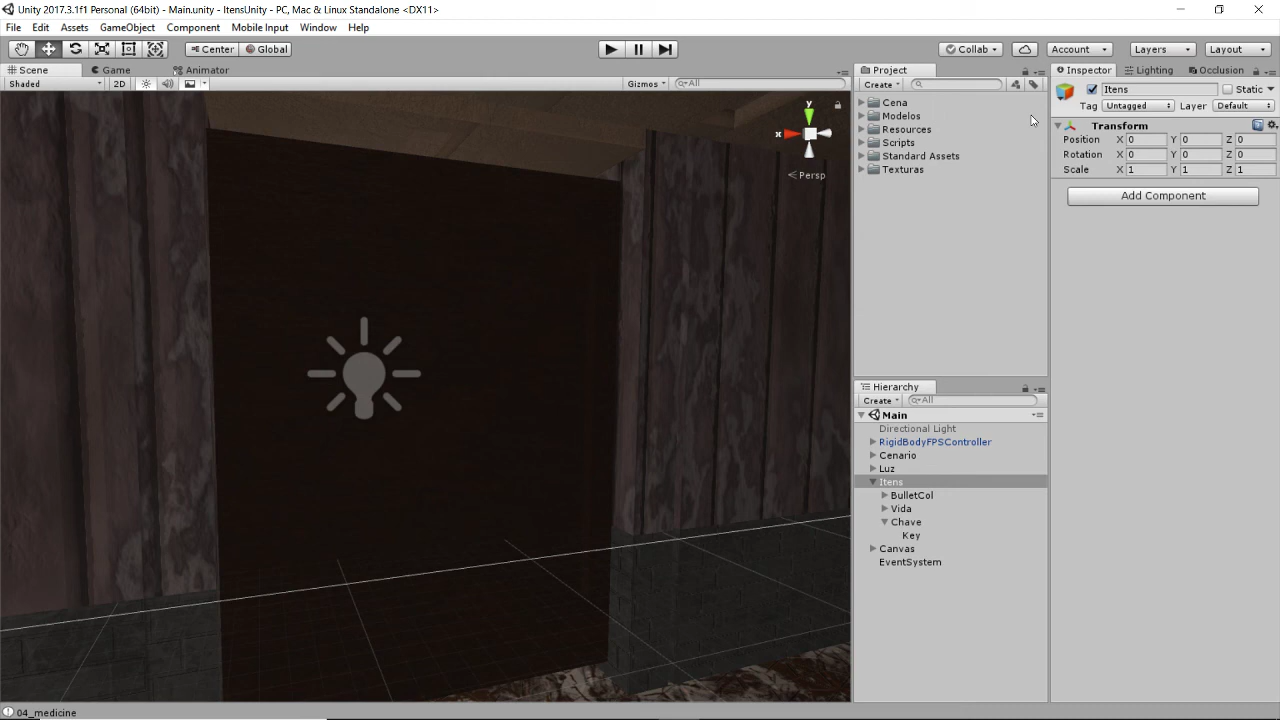 Unity 2017.3.1f1 Personal (64bit) - Main.unity - ItensUnity - PC, Mac & Linux Standalone <DX11>
File Edit Assets GameObject Component Mobile Input Window Help
Center Global Collab Account Layers Layout
Scene Game Animator Project Inspector Lighting Occlusion
Shaded 2D Gizmos All Create
Itens Static
Tag Untagged Layer Default
Transform
Position X 0 Y 0 Z 0
Rotation X 0 Y 0 Z 0
Scale X 1 Y 1 Z 1
Add Component
y
x
Persp
Cena
Modelos
Resources
Scripts
Standard Assets
Texturas
Hierarchy
Create All
Main
Directional Light
RigidBodyFPSController
Cenario
Luz
Itens
BulletCol
Vida
Chave
Key
Canvas
EventSystem
04_medicine